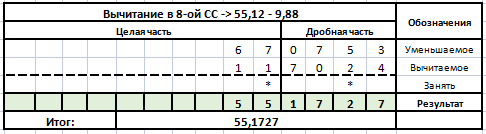 Вычитание в 8-ой СС -> 55,12 - 9,88 Обозначения
Целая часть Дробная часть
6 7 0 7 5 3 Уменьшаемое
1 1 7 0 2 4 Вычитаемое
* * Занять
5 5 1 7 2 7 Результат
Итог: 55,1727